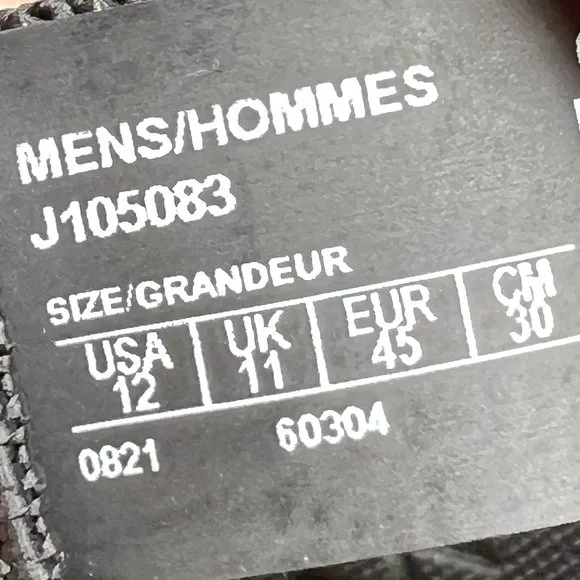 MENS/HOMMES
J105083
SIZE/GRANDEUR
USA UK EUR CM
12 11 45 30
0821 60304